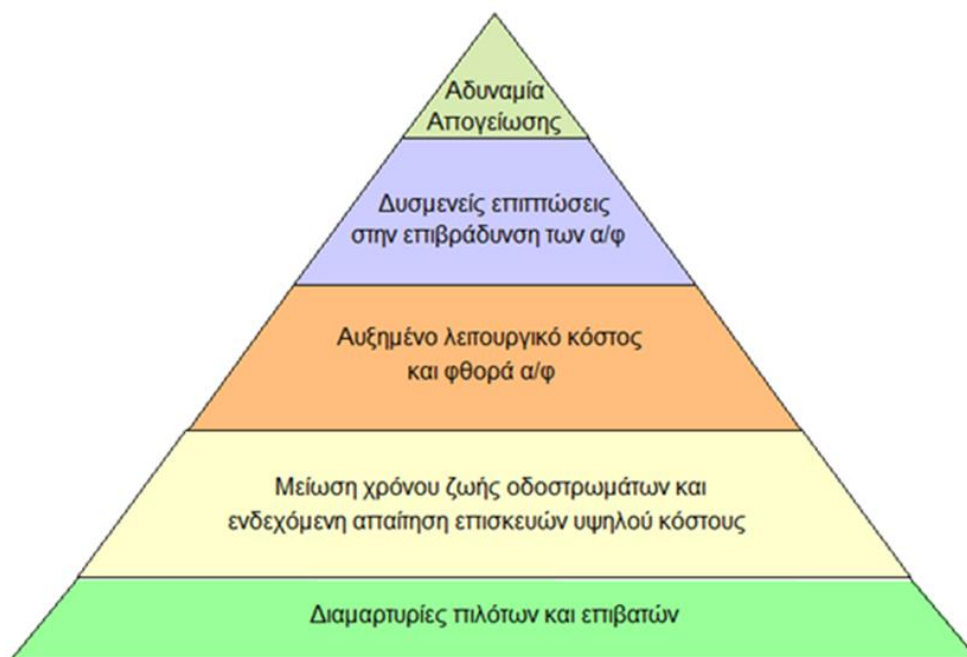 Αδυναμία
Απογείωσης
Δυσμενείς επιπτώσεις
στην επιβράδυνση των α/φ
Αυξημένο λειτουργικό κόστος
και φθορά α/φ
Μείωση χρόνου ζωής οδοστρωμάτων και
ενδεχόμενη απαίτηση επισκευών υψηλού κόστους
Διαμαρτυρίες πιλότων και επιβατών